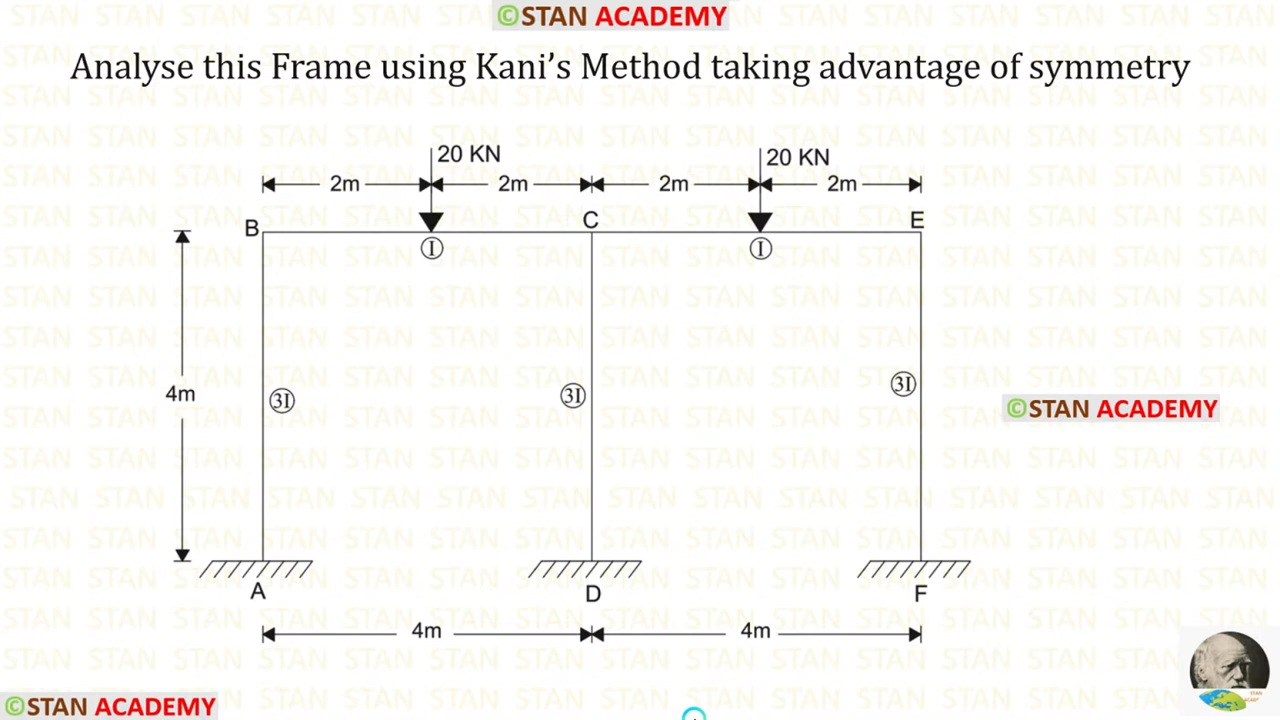 ©STAN ACADEMY
Analyse this Frame using Kani's Method taking advantage of symmetry
20 KN
20 KN
2m 2m 2m 2m
B C E
I I
4m
3I 3I 3I
©STAN ACADEMY
A D F
4m 4m
©STAN ACADEMY